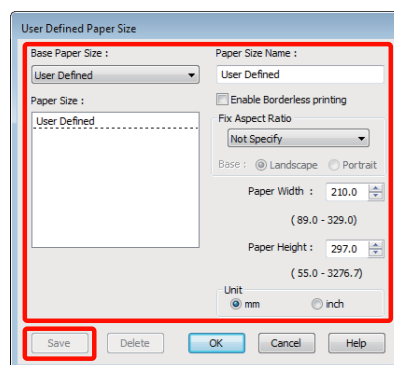 User Defined Paper Size
Base Paper Size :
User Defined
Paper Size :
User Defined
Paper Size Name :
User Defined
Enable Borderless printing
Fix Aspect Ratio
Not Specify
Base : Landscape Portrait
Paper Width : 210.0
( 89.0 - 329.0)
Paper Height : 297.0
( 55.0 - 3276.7)
Unit
mm inch
Save Delete OK Cancel Help